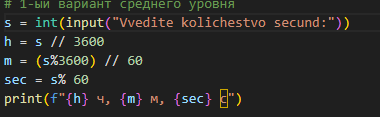 # 1-ый вариант среднего уровня
s = int(input("Vvedite kolichestvo secund:"))
h = s // 3600
m = (s%3600) // 60
sec = s% 60
print(f"{h} ч, {m} м, {sec} с")